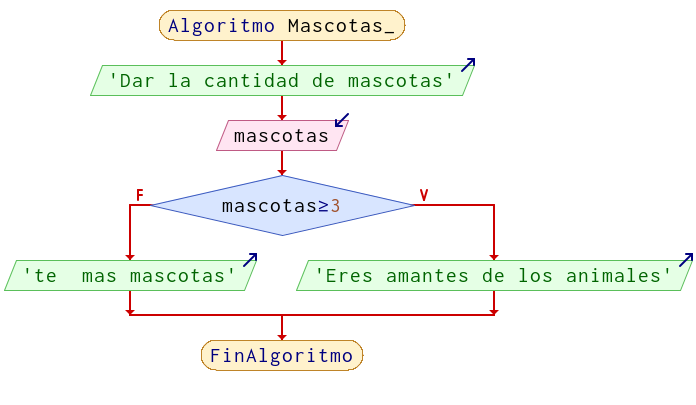 Algoritmo Mascotas_
'Dar la cantidad de mascotas'
mascotas
F
V
mascotas≥3
'te  mas mascotas'
'Eres amantes de los animales'
FinAlgoritmo